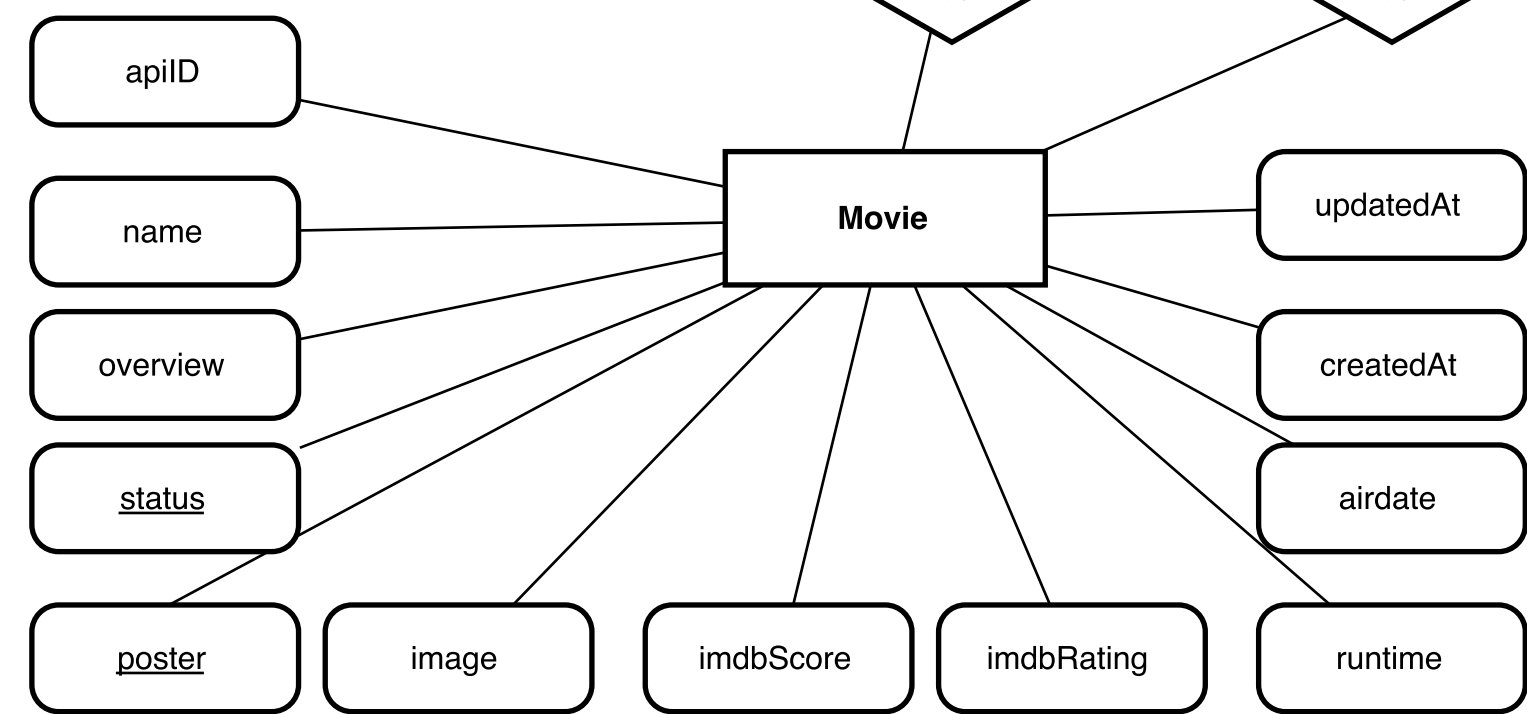 apiID
name
Movie
updatedAt
overview
createdAt
status
airdate
poster
image
imdbScore
imdbRating
runtime